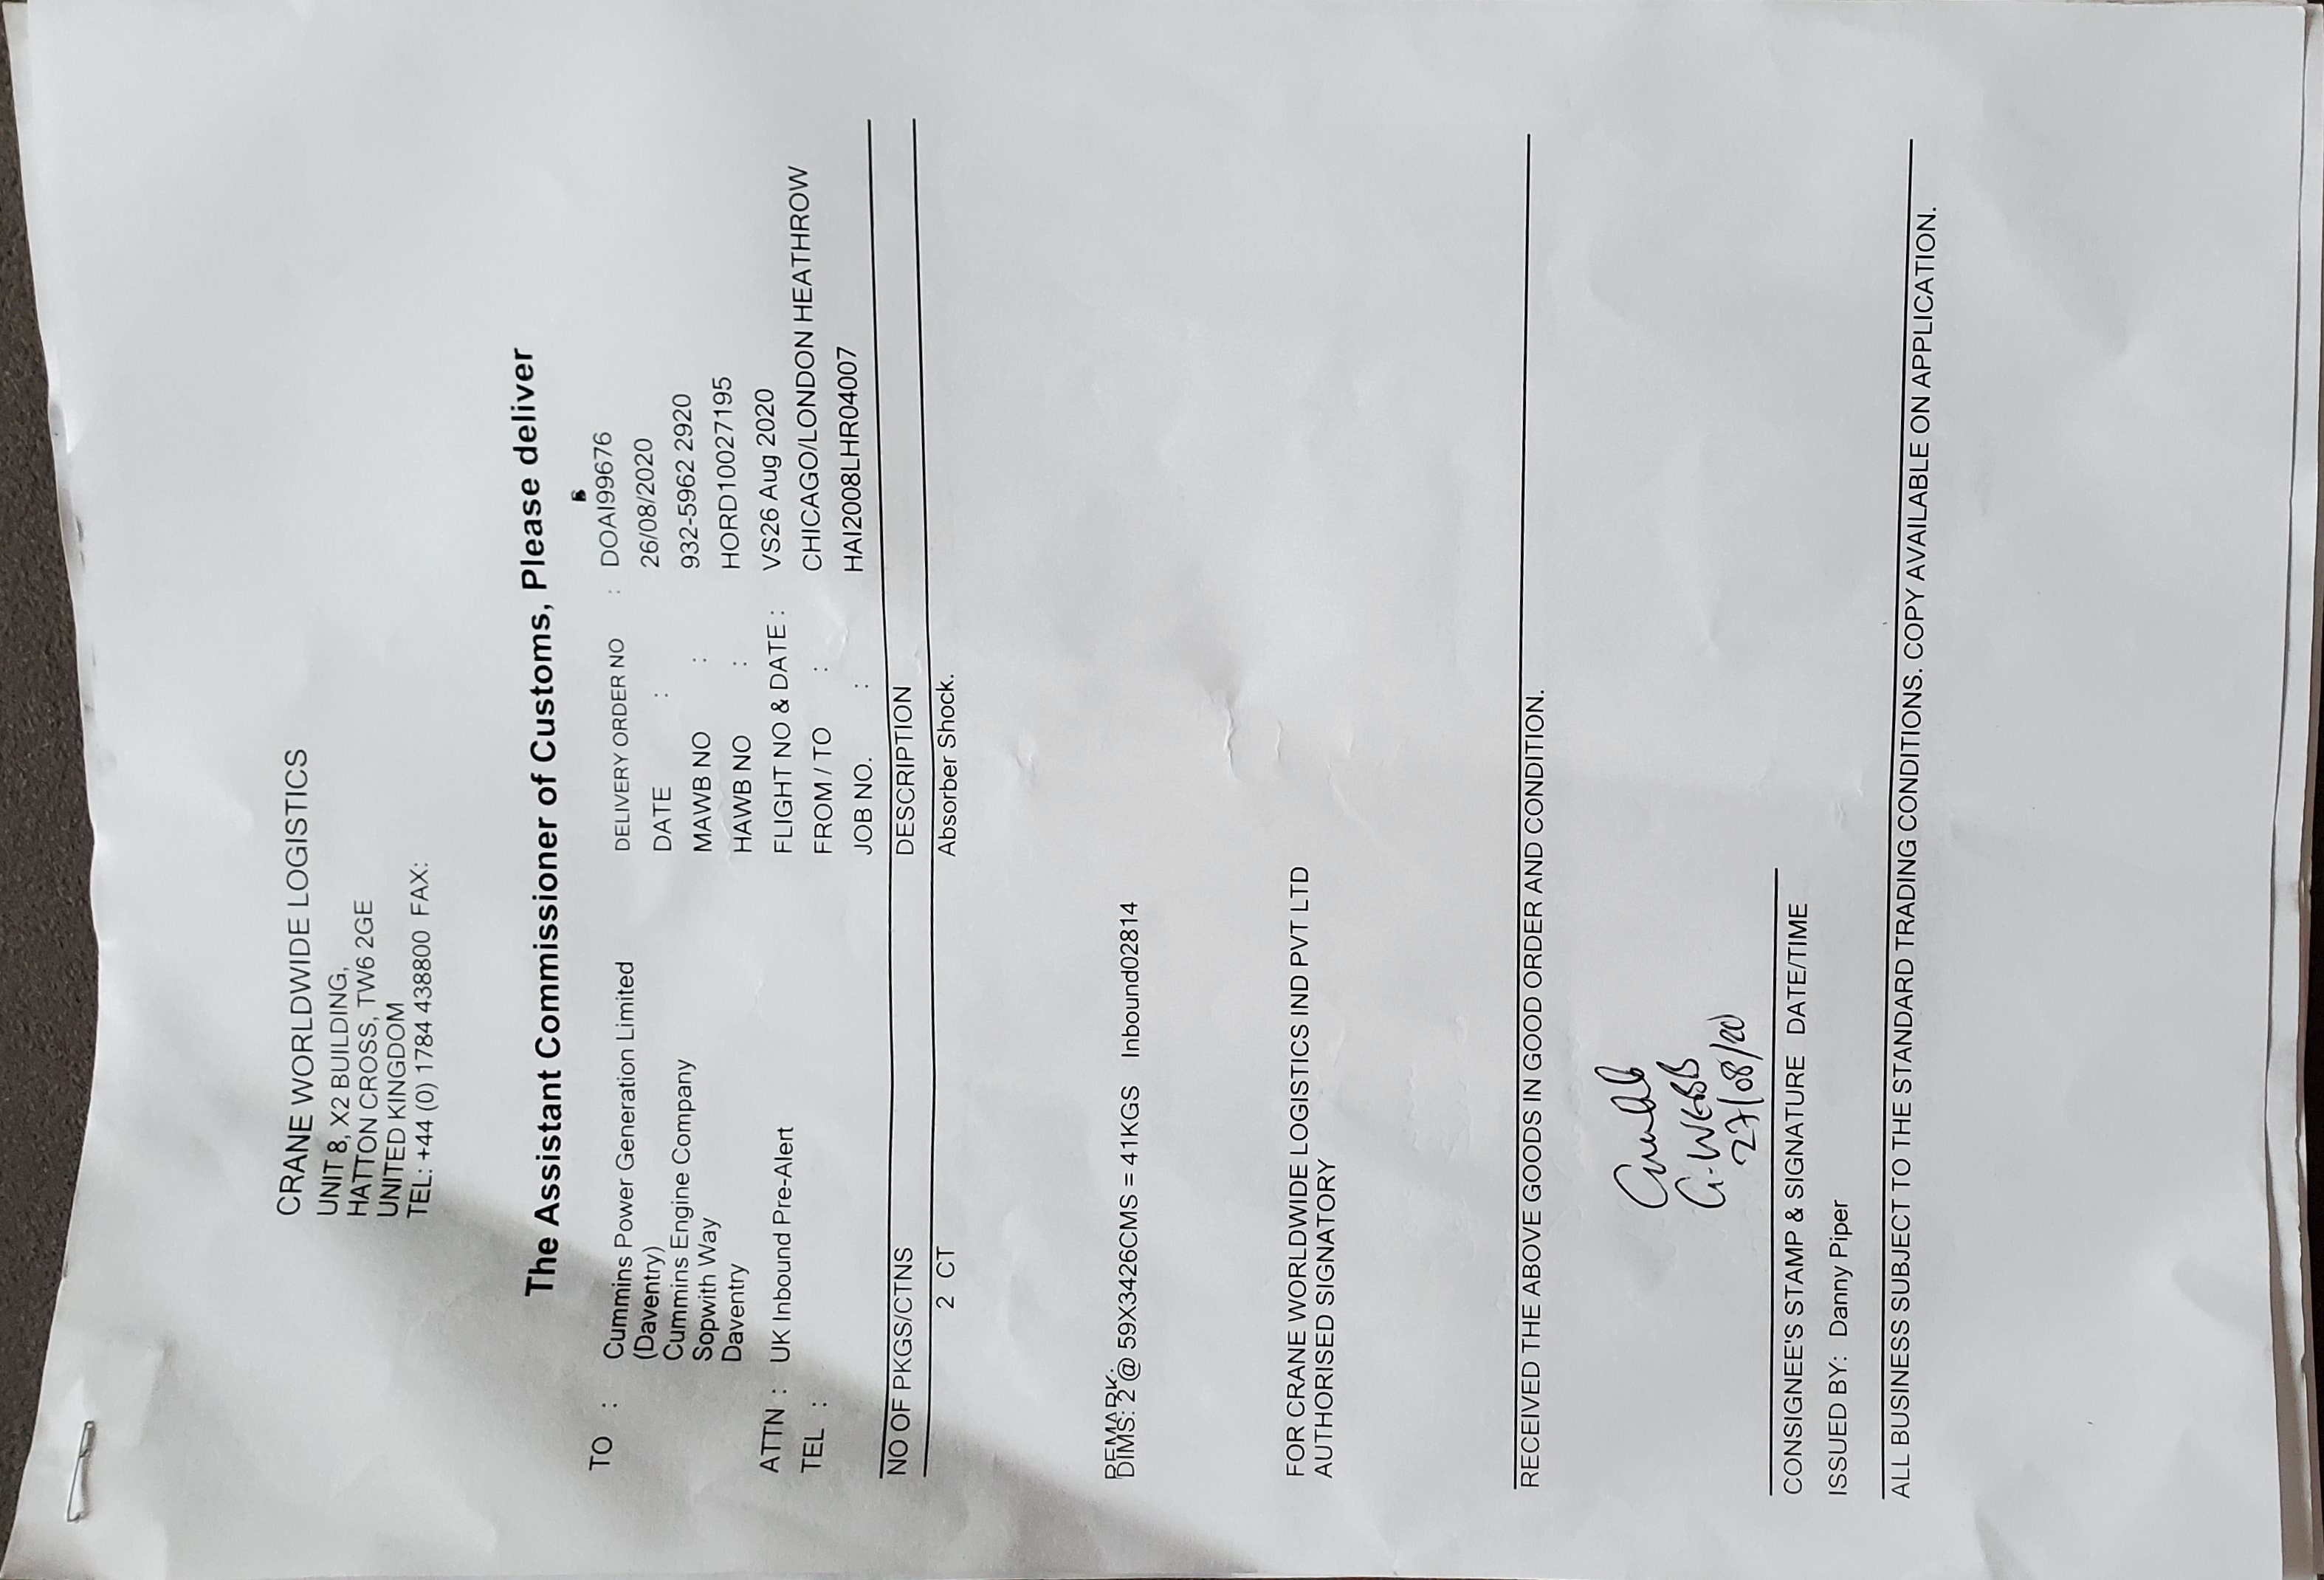 CRANE WORLDWIDE LOGISTICS
UNIT 8, X2 BUILDING,
HATTON CROSS, TW6 2GE
UNITED KINGDOM
TEL: +44 (0) 1784 438800 FAX:
The Assistant Commissioner of Customs, Please deliver
TO : Cummins Power Generation Limited
(Daventry)
Cummins Engine Company
Sopwith Way
Daventry
ATTN : UK Inbound Pre-Alert
TEL :
DELIVERY ORDER NO : DOAI99676
DATE : 26/08/2020
MAWB NO : 932-5962 2920
HAWB NO : HORD10027195
FLIGHT NO & DATE : VS26 Aug 2020
FROM / TO : CHICAGO/LONDON HEATHROW
JOB NO. : HAI2008LHR04007
NO OF PKGS/CTNS DESCRIPTION
2 CT Absorber Shock.
REMARK:
DIMS: 2 @ 59X3426CMS = 41KGS Inbound02814
FOR CRANE WORLDWIDE LOGISTICS IND PVT LTD
AUTHORISED SIGNATORY
RECEIVED THE ABOVE GOODS IN GOOD ORDER AND CONDITION.
G.WEBB
27/08/20
CONSIGNEE'S STAMP & SIGNATURE DATE/TIME
ISSUED BY: Danny Piper
ALL BUSINESS SUBJECT TO THE STANDARD TRADING CONDITIONS. COPY AVAILABLE ON APPLICATION.